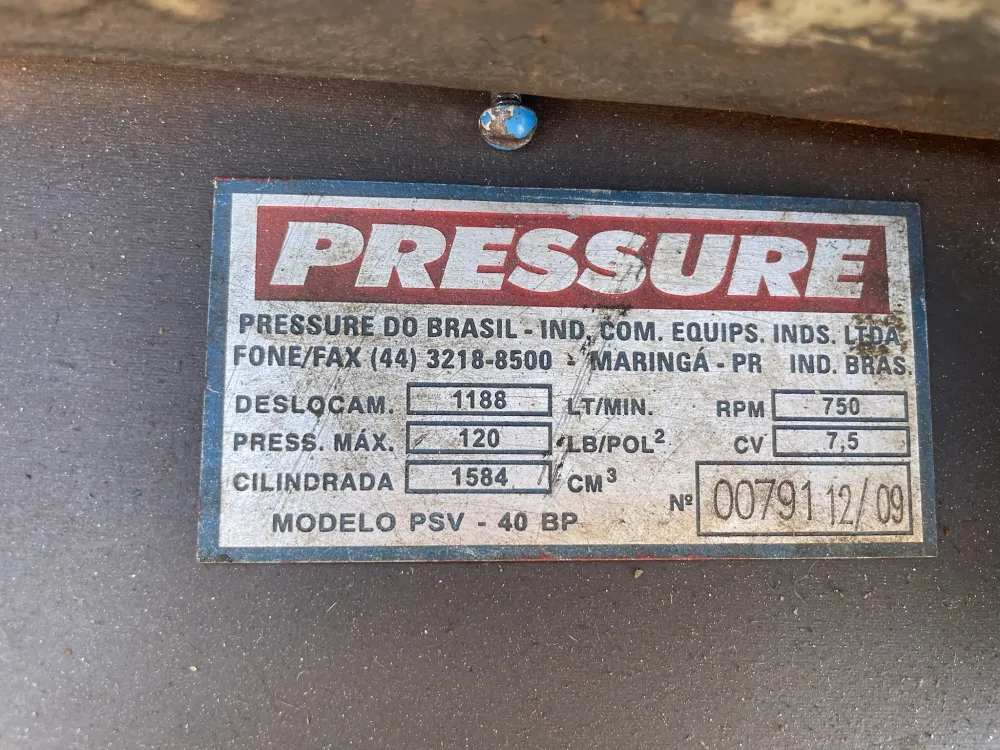 PRESSURE
PRESSURE DO BRASIL - IND. COM. EQUIPS. INDS. LTDA
FONE/FAX (44) 3218-8500 - MARINGÁ - PR IND. BRAS.
DESLOCAM. 1188 LT/MIN. RPM 750
PRESS. MÁX. 120 LB/POL² CV 7,5
CILINDRADA 1584 CM³
Nº 00791 12/09
MODELO PSV - 40 BP